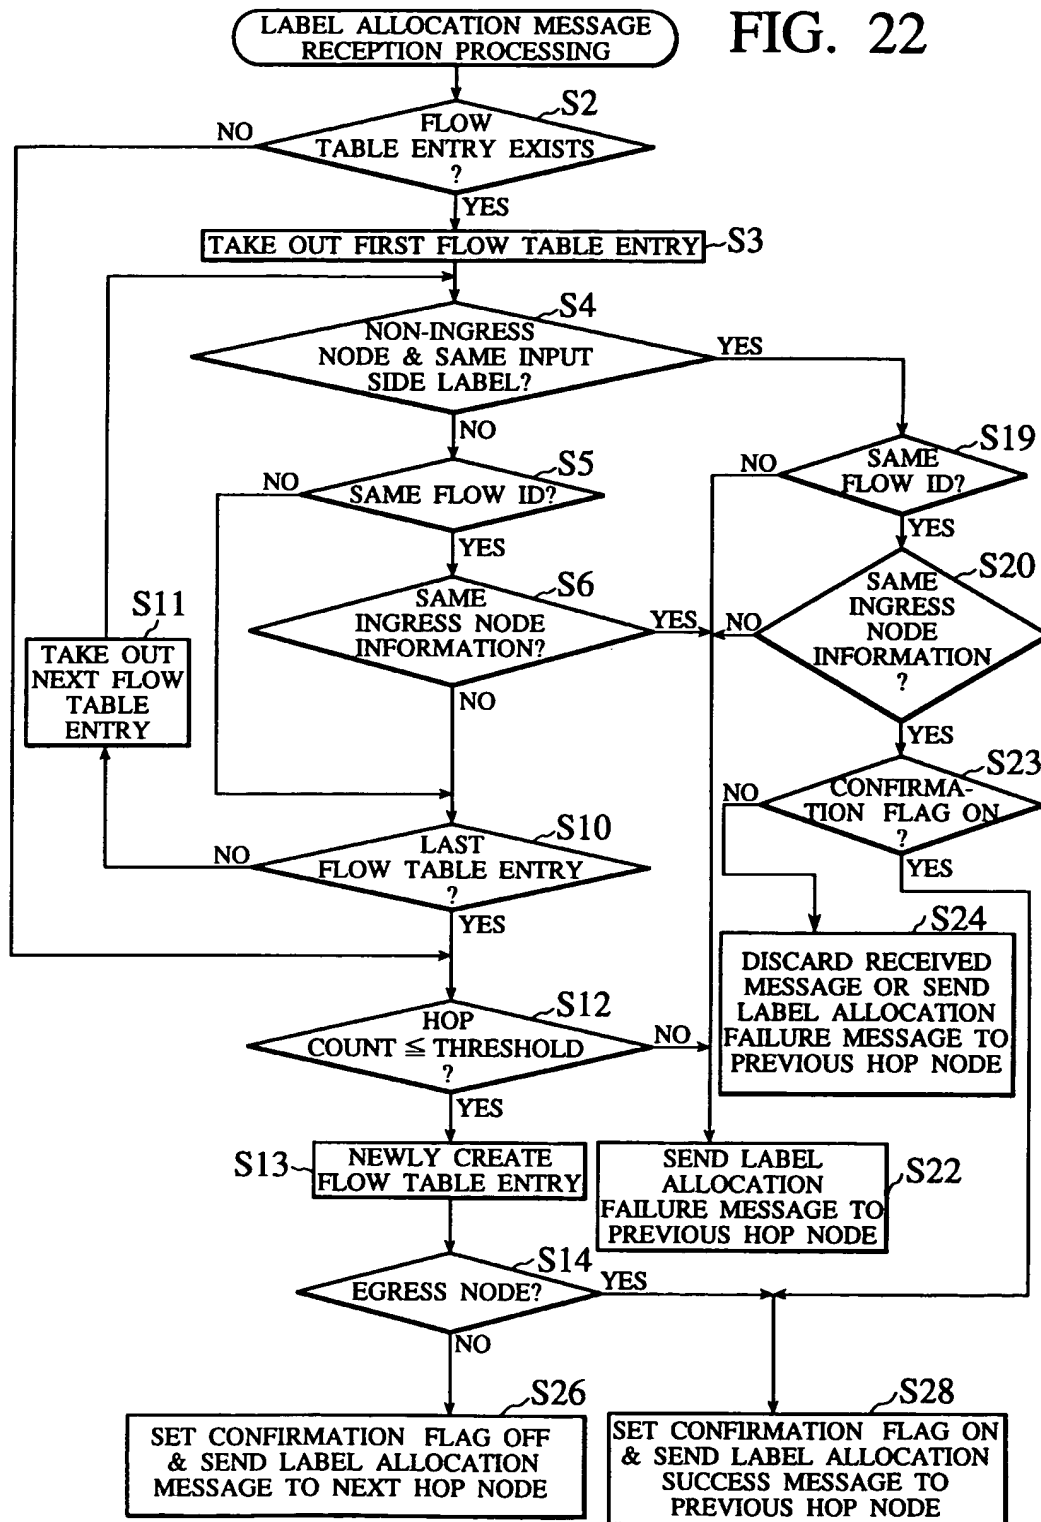 LABEL ALLOCATION MESSAGE
RECEPTION PROCESSING
FIG. 22
S2
FLOW
TABLE ENTRY EXISTS
?
NO
YES
TAKE OUT FIRST FLOW TABLE ENTRY
S3
S4
NON-INGRESS
NODE & SAME INPUT
SIDE LABEL?
YES
NO
S5
SAME FLOW ID?
NO
YES
S19
SAME
FLOW ID?
NO
YES
S6
SAME
INGRESS NODE
INFORMATION?
YES
NO
S20
SAME
INGRESS
NODE
INFORMATION
?
NO
YES
S11
TAKE OUT
NEXT FLOW
TABLE
ENTRY
S23
CONFIRMA-
TION FLAG ON
?
NO
YES
S10
LAST
FLOW TABLE ENTRY
?
NO
YES
S24
DISCARD RECEIVED
MESSAGE OR SEND
LABEL ALLOCATION
FAILURE MESSAGE TO
PREVIOUS HOP NODE
S12
HOP
COUNT ≦ THRESHOLD
?
NO
YES
S13
NEWLY CREATE
FLOW TABLE ENTRY
SEND LABEL
ALLOCATION
FAILURE MESSAGE TO
PREVIOUS HOP NODE
S22
S14
EGRESS NODE?
YES
NO
S26
SET CONFIRMATION FLAG OFF
& SEND LABEL ALLOCATION
MESSAGE TO NEXT HOP NODE
S28
SET CONFIRMATION FLAG ON
& SEND LABEL ALLOCATION
SUCCESS MESSAGE TO
PREVIOUS HOP NODE